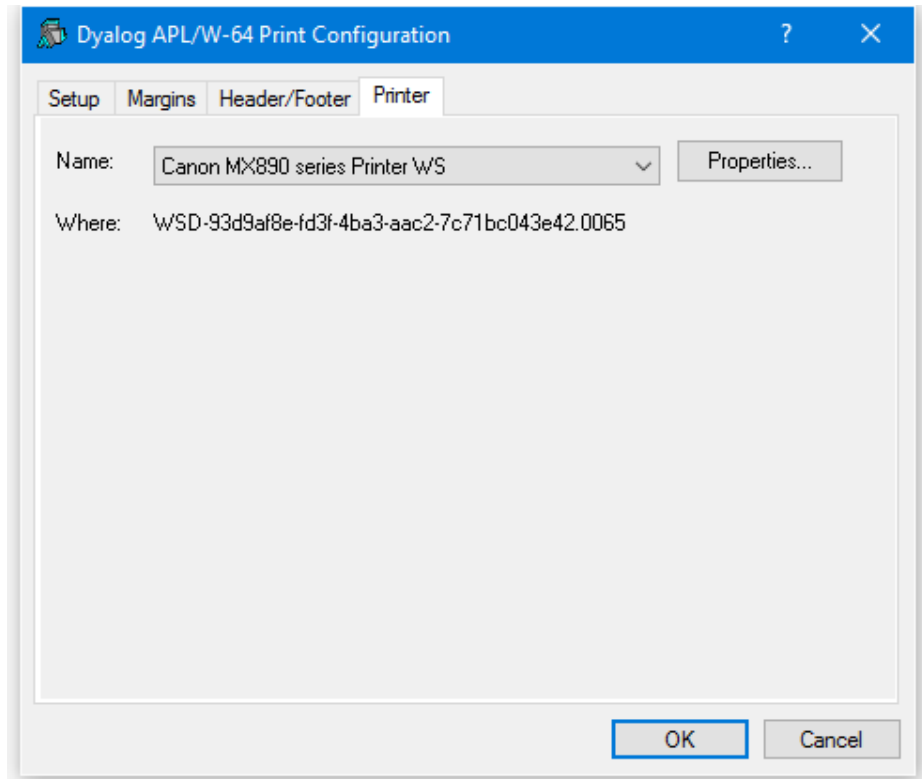 Dyalog APL/W-64 Print Configuration ? ×
Setup Margins Header/Footer Printer
Name: Canon MX890 series Printer WS Properties...
Where: WSD-93d9af8e-fd3f-4ba3-aac2-7c71bc043e42.0065
OK Cancel